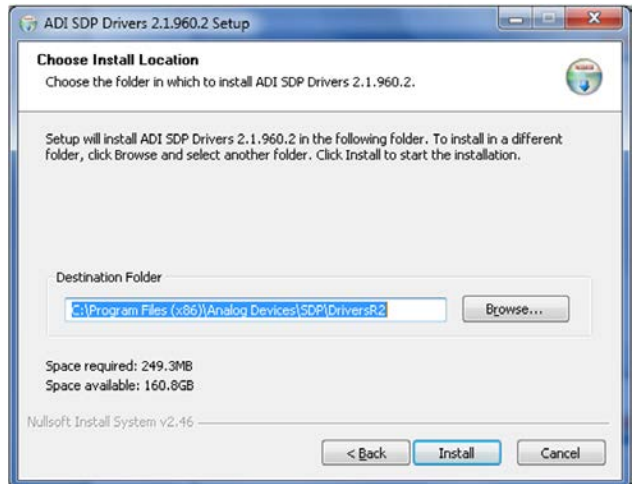 ADI SDP Drivers 2.1.960.2 Setup
Choose Install Location
Choose the folder in which to install ADI SDP Drivers 2.1.960.2.
Setup will install ADI SDP Drivers 2.1.960.2 in the following folder. To install in a different
folder, click Browse and select another folder. Click Install to start the installation.
Destination Folder
C:\Program Files (x86)\Analog Devices\SDP\DriversR2
Browse...
Space required: 249.3MB
Space available: 160.8GB
Nullsoft Install System v2.46
< Back
Install
Cancel